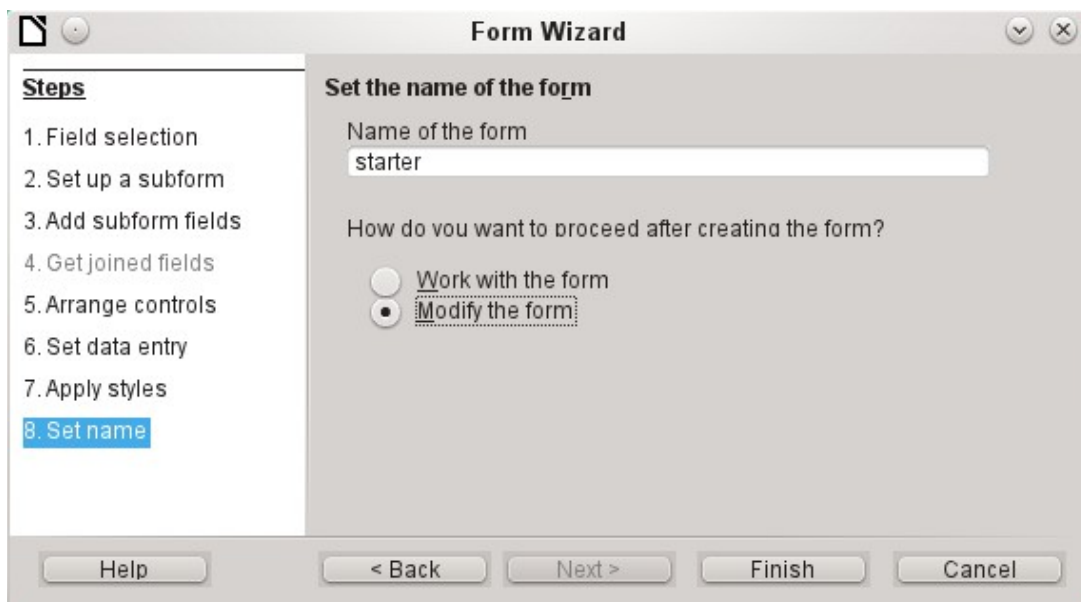 Form Wizard
Steps
1. Field selection
2. Set up a subform
3. Add subform fields
4. Get joined fields
5. Arrange controls
6. Set data entry
7. Apply styles
8. Set name
Set the name of the form
Name of the form
starter
How do you want to proceed after creating the form?
Work with the form
Modify the form
Help
< Back
Next >
Finish
Cancel